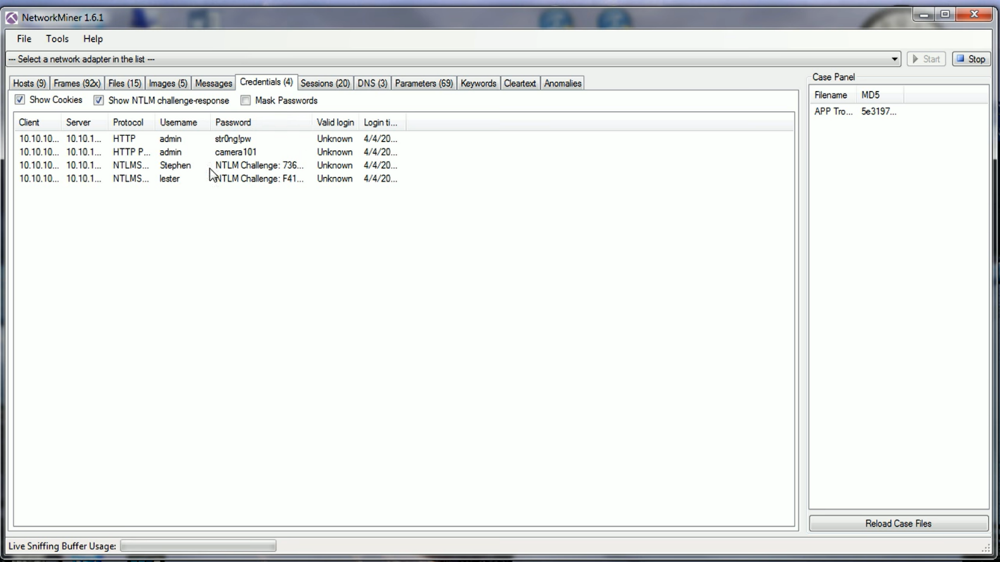 NetworkMiner 1.6.1
File Tools Help
--- Select a network adapter in the list ---
Start Stop
Hosts (9) Frames (92x) Files (15) Images (5) Messages Credentials (4) Sessions (20) DNS (3) Parameters (69) Keywords Cleartext Anomalies
Show Cookies Show NTLM challenge-response Mask Passwords
Client Server Protocol Username Password Valid login Login ti...
10.10.10... 10.10.1... HTTP admin str0ng!pw Unknown 4/4/20...
10.10.10... 10.10.1... HTTP P... admin camera101 Unknown 4/4/20...
10.10.10... 10.10.1... NTLMS... Stephen NTLM Challenge: 736... Unknown 4/4/20...
10.10.10... 10.10.1... NTLMS... lester NTLM Challenge: F41... Unknown 4/4/20...
Case Panel
Filename MD5
APP Tro... 5e3197...
Reload Case Files
Live Sniffing Buffer Usage: